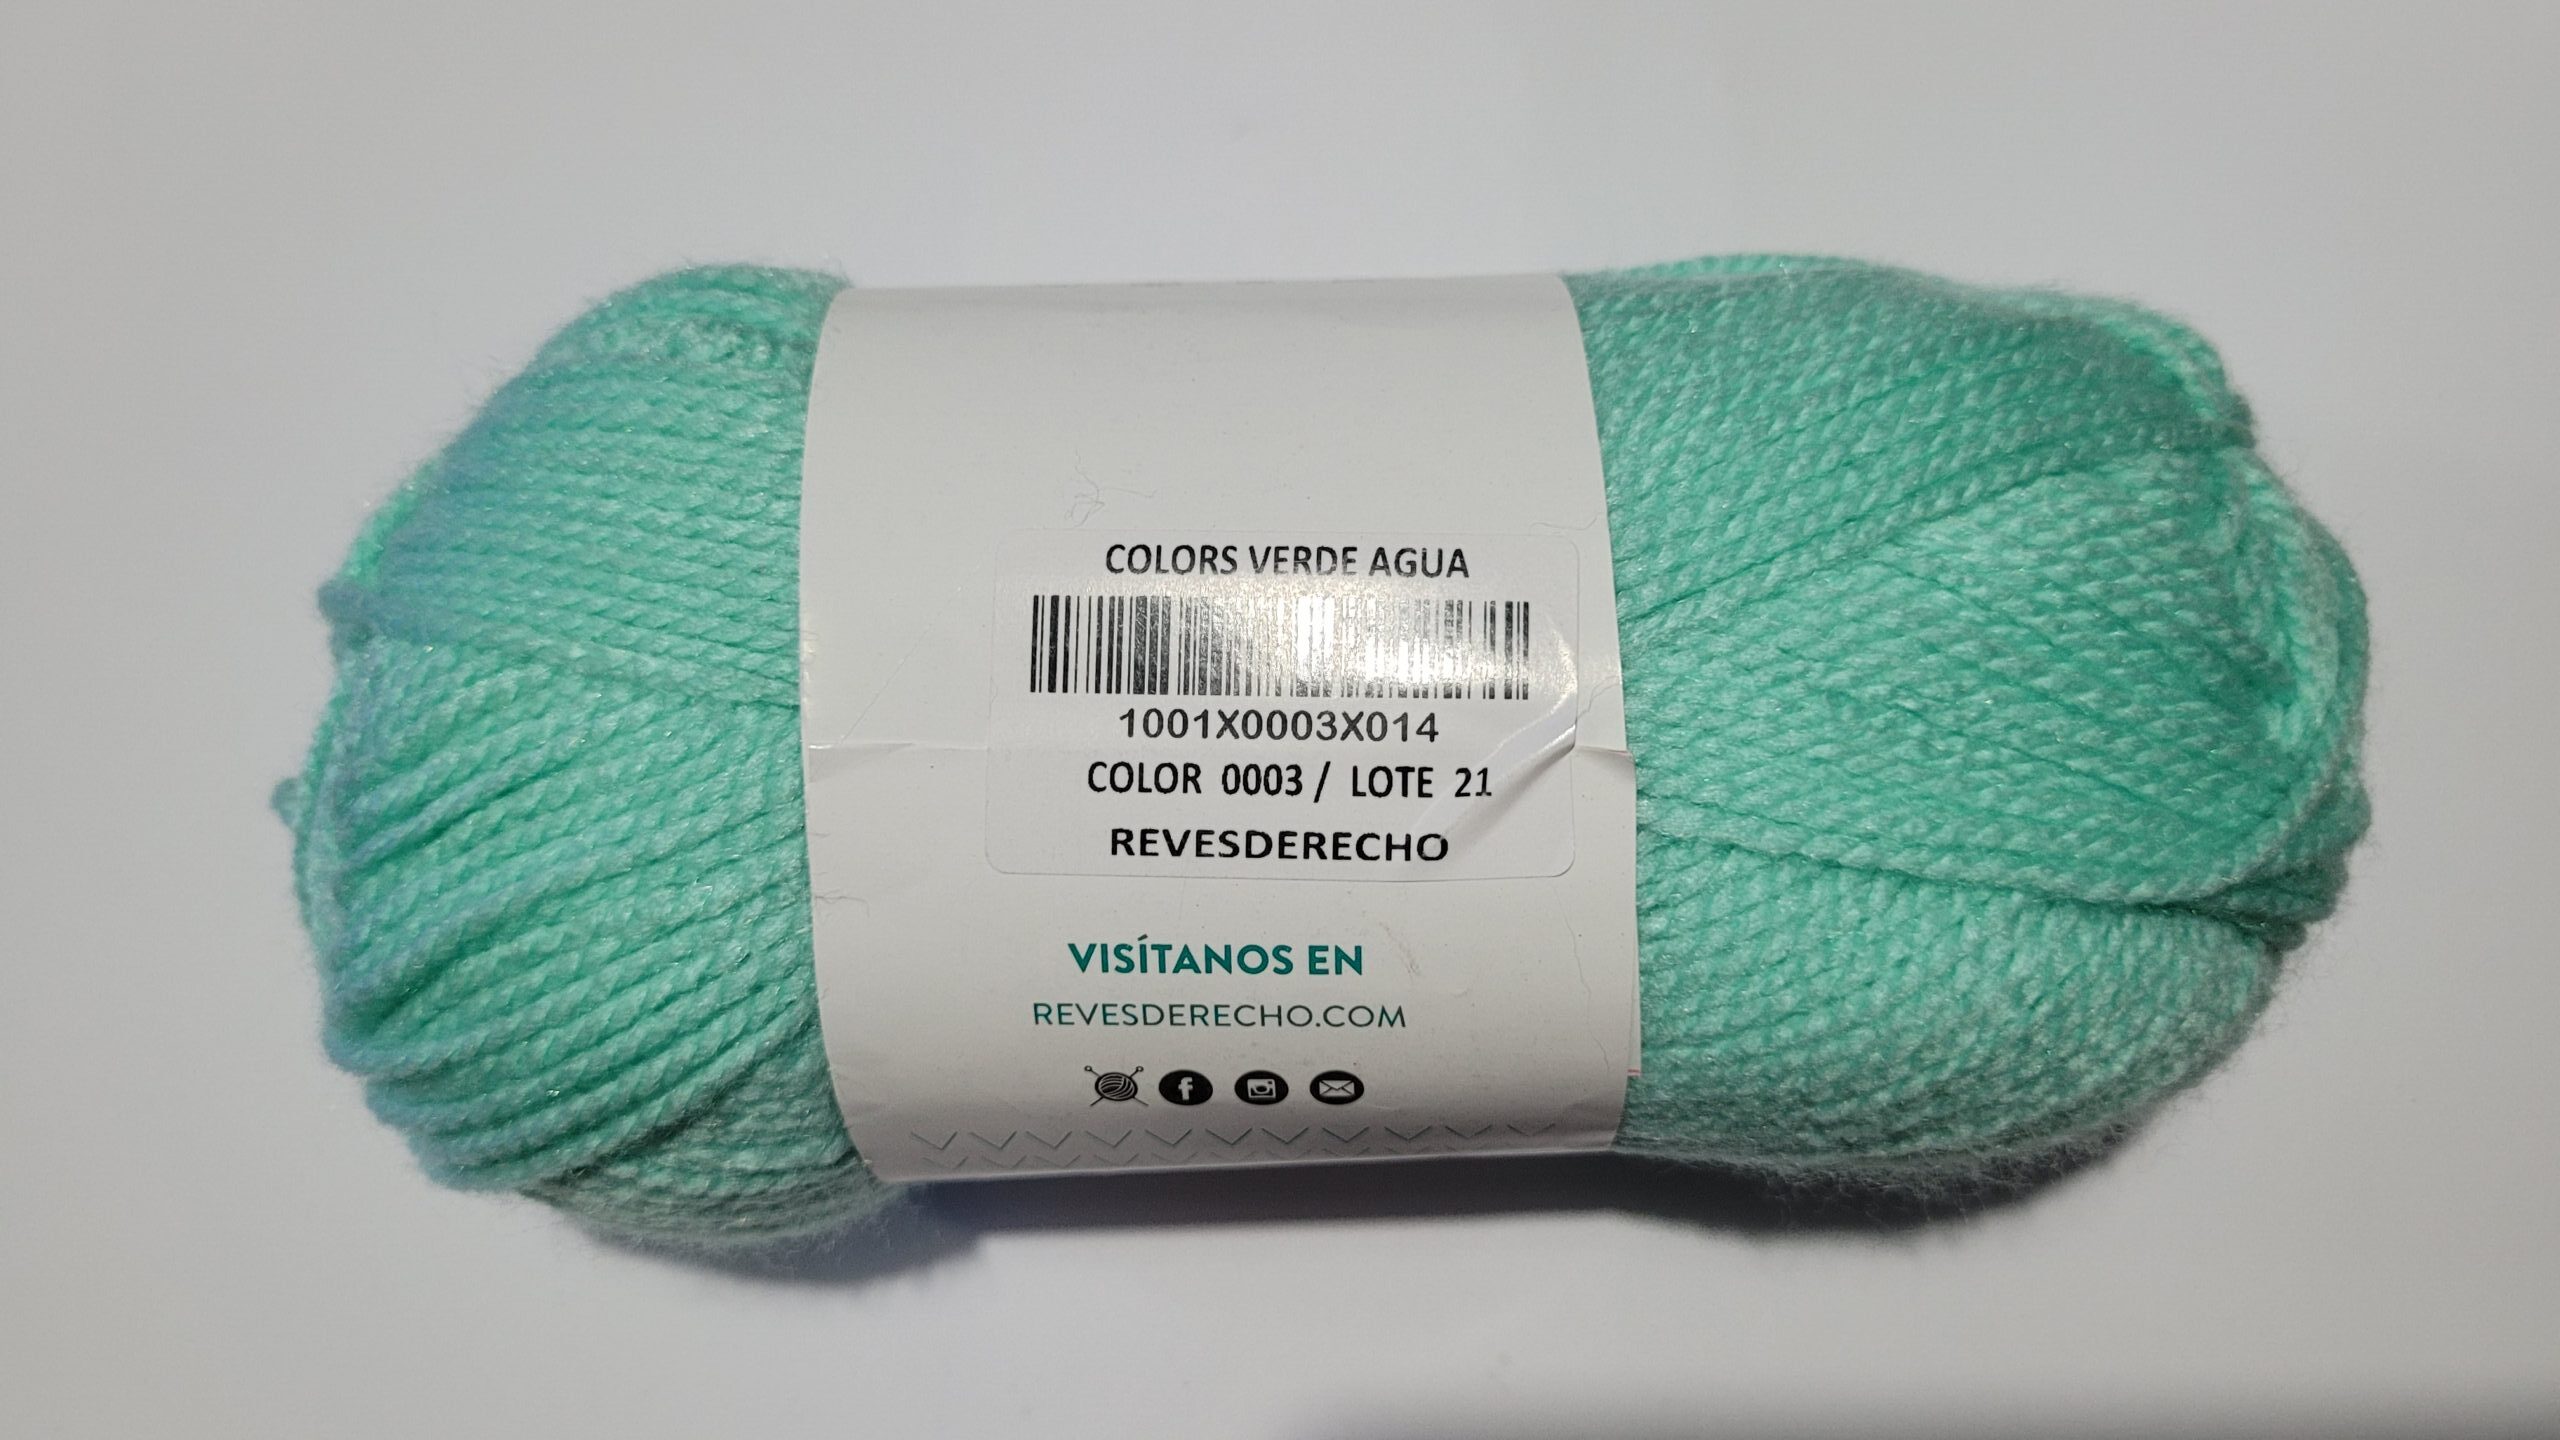 COLORS VERDE AGUA
1001X0003X014
COLOR 0003 / LOTE 21
REVESDERECHO
VISÍTANOS EN
REVESDERECHO.COM